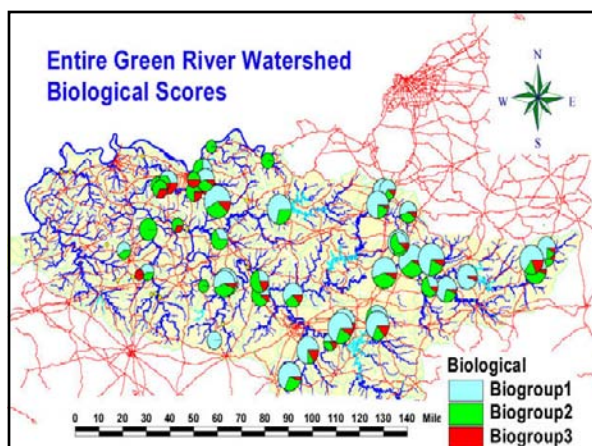 Entire Green River Watershed
Biological Scores
N
W E
S
Biological
Biogroup1
Biogroup2
Biogroup3
0 10 20 30 40 50 60 70 80 90 100 110 120 130 140 Mile